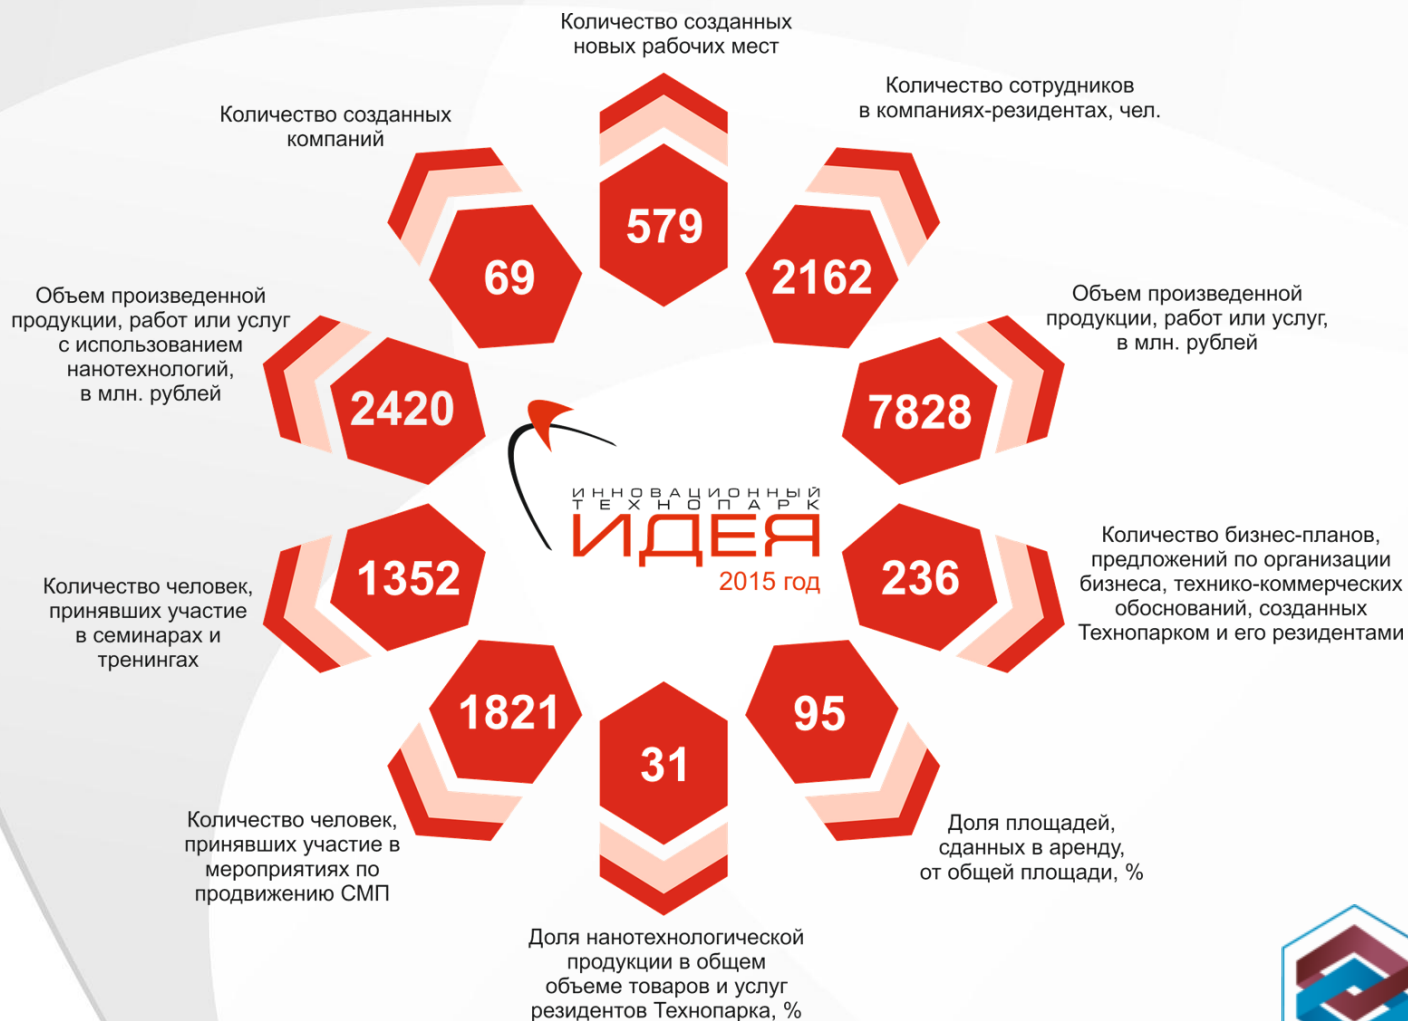 Количество созданных
новых рабочих мест
579
Количество сотрудников
в компаниях-резидентах, чел.
2162
Объем произведенной
продукции, работ или услуг,
в млн. рублей
7828
Количество бизнес-планов,
предложений по организации
бизнеса, технико-коммерческих
обоснований, созданных
Технопарком и его резидентами
236
Доля площадей,
сданных в аренду,
от общей площади, %
95
Доля нанотехнологической
продукции в общем
объеме товаров и услуг
резидентов Технопарка, %
31
Количество человек,
принявших участие в
мероприятиях по
продвижению СМП
1821
Количество человек,
принявших участие
в семинарах и
тренингах
1352
Объем произведенной
продукции, работ или услуг
с использованием
нанотехнологий,
в млн. рублей
2420
Количество созданных
компаний
69
ИННОВАЦИОННЫЙ
ТЕХНОПАРК
ИДЕЯ
2015 год